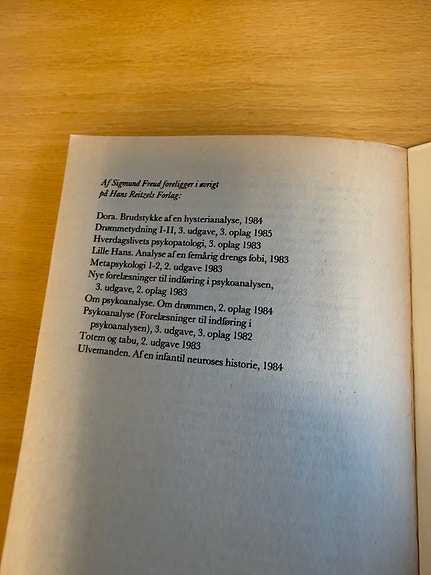 Af Sigmund Freud foreligger i øvrigt
på Hans Reitzels Forlag:
Dora. Brudstykke af en hysterianalyse, 1984
Drømmetydning I-II, 3. udgave, 3. oplag 1985
Hverdagslivets psykopatologi, 3. oplag 1983
Lille Hans. Analyse af en femårig drengs fobi, 1983
Metapsykologi 1-2, 2. udgave 1983
Nye forelæsninger til indføring i psykoanalysen,
3. udgave, 2. oplag 1983
Om psykoanalyse. Om drømmen, 2. oplag 1984
Psykoanalyse (Forelæsninger til indføring i
psykoanalysen), 3. udgave, 3. oplag 1982
Totem og tabu, 2. udgave 1983
Ulvemanden. Af en infantil neuroses historie, 1984